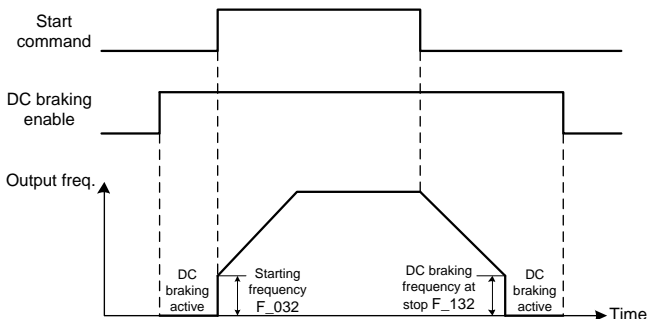 Start
command
DC braking
enable
Output freq.
DC
braking
active
Starting
frequency
F_032
DC braking
frequency at
stop F_132
DC
braking
active
Time